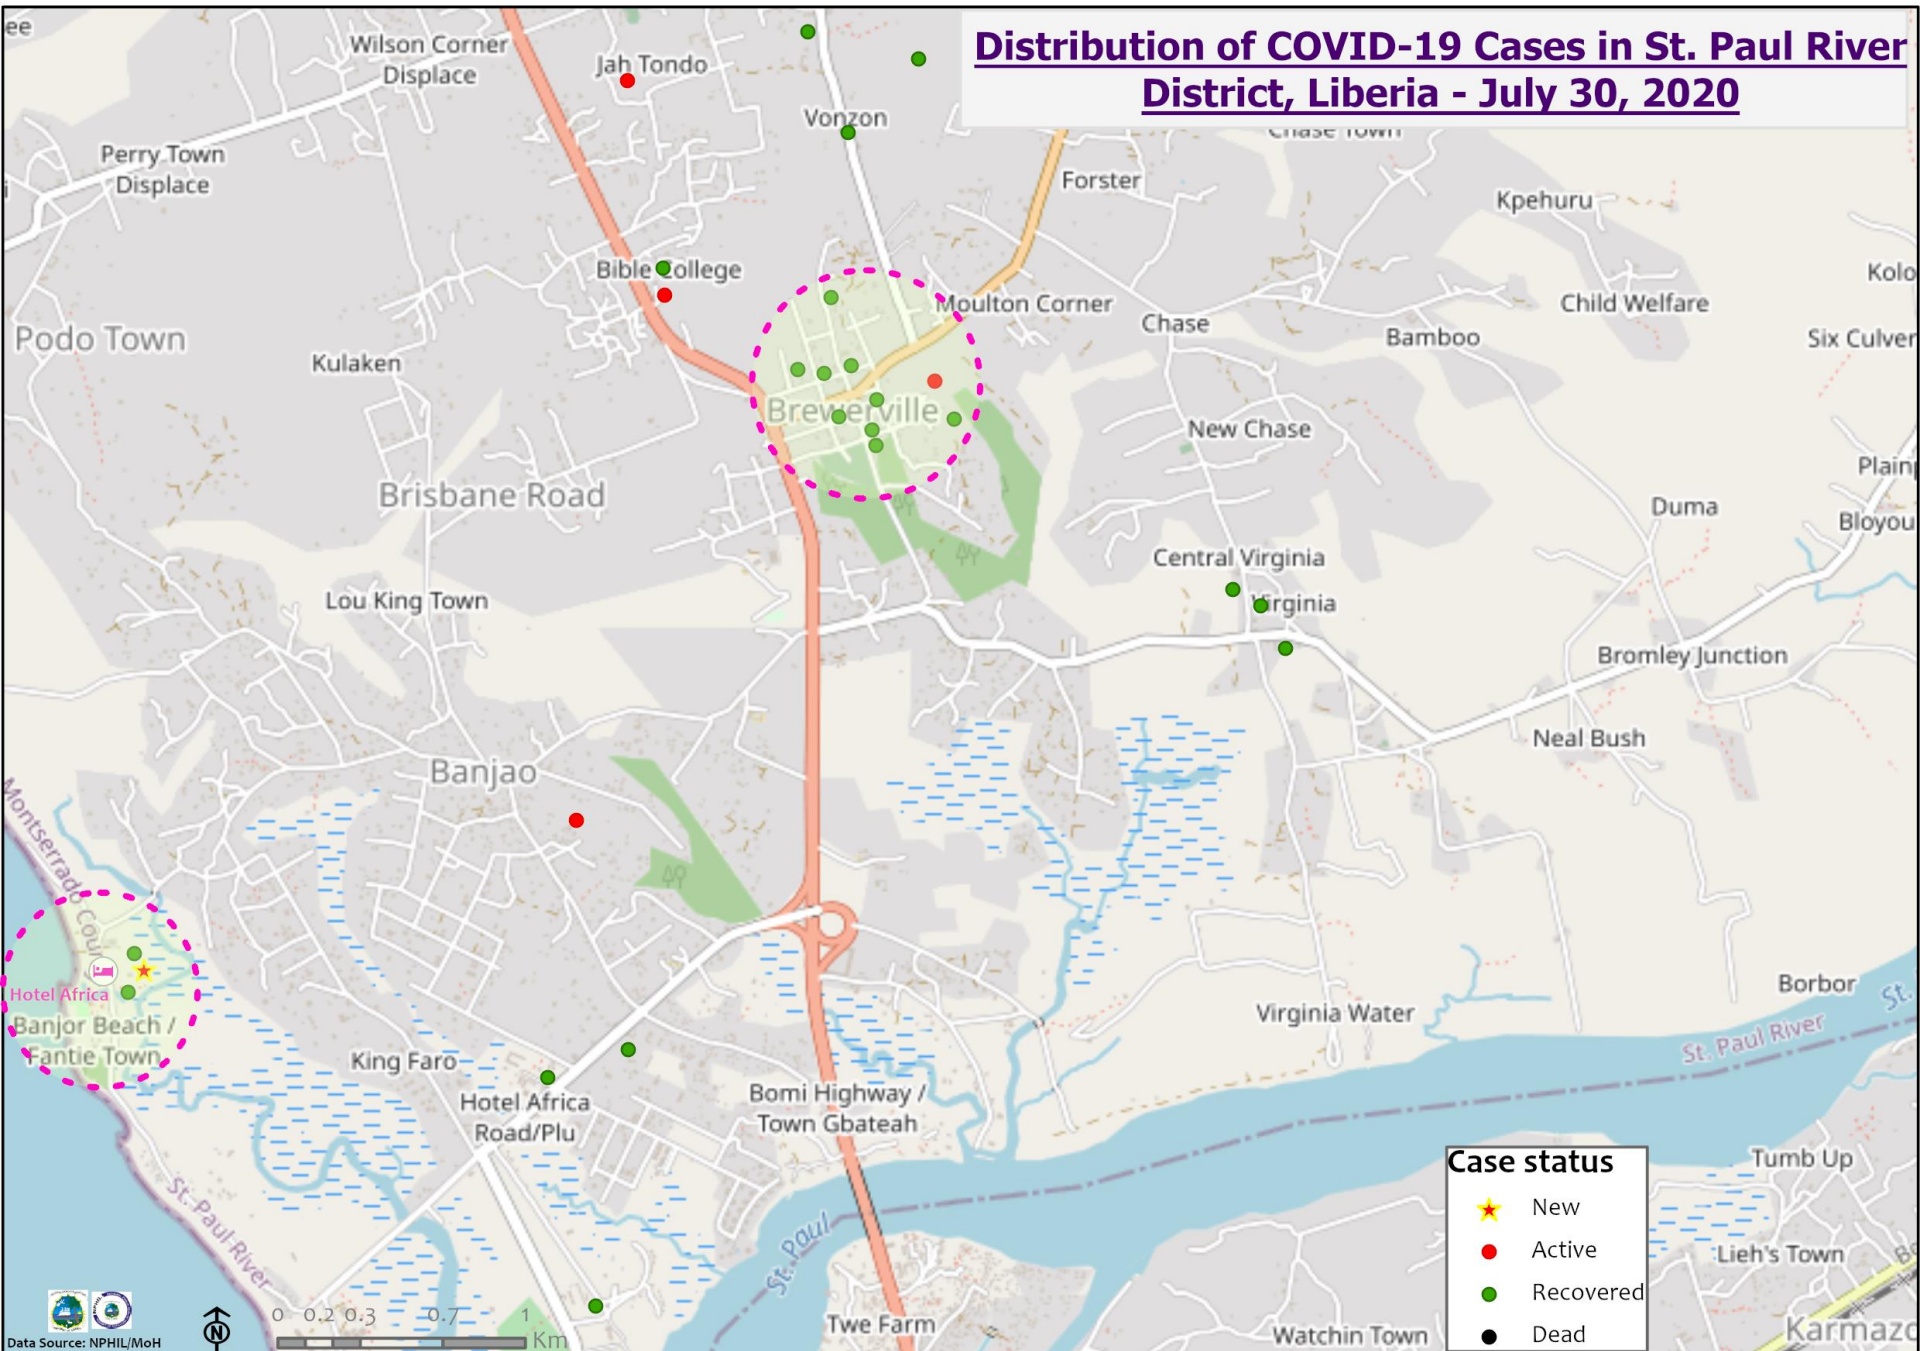 Distribution of COVID-19 Cases in St. Paul River
District, Liberia - July 30, 2020
ee
Wilson Corner
Displace
Jah Tondo
Vonzon
Chase Town
Perry Town
Displace
Forster
Kpehuru
Bible College
Kolo
Moulton Corner
Child Welfare
Chase
Podo Town
Bamboo
Six Culver
Kulaken
Brewerville
New Chase
Plain
Brisbane Road
Duma
Bloyou
Central Virginia
Lou King Town
Virginia
Bromley Junction
Neal Bush
Banjao
Montserrado Coun
Hotel Africa
Banjor Beach /
Fantie Town
Borbor
St.
Virginia Water
St. Paul River
King Faro
Hotel Africa
Road/Plu
Bomi Highway /
Town Gbateah
St. Paul River
St. Paul
Tumb Up
Lieh's Town
Twe Farm
Watchin Town
Karmazo
Case status
New
Active
Recovered
Dead
0 0.2 0.3 0.7 1
Km
N
Data Source: NPHIL/MoH